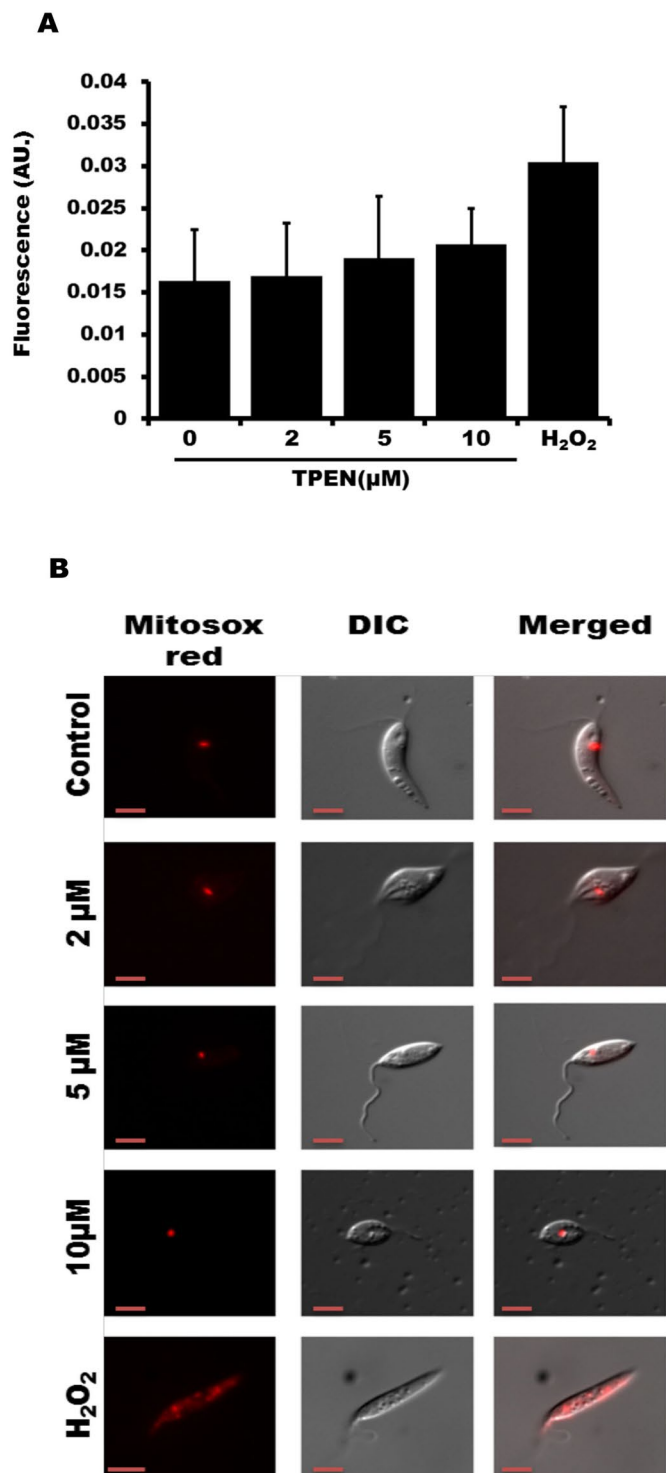 A
Fluorescence (AU.)
0.04
0.035
0.03
0.025
0.02
0.015
0.01
0.005
0
0 2 5 10 H₂O₂
TPEN(µM)
B
Mitosox red DIC Merged
Control
2 µM
5 µM
10µM
H₂O₂